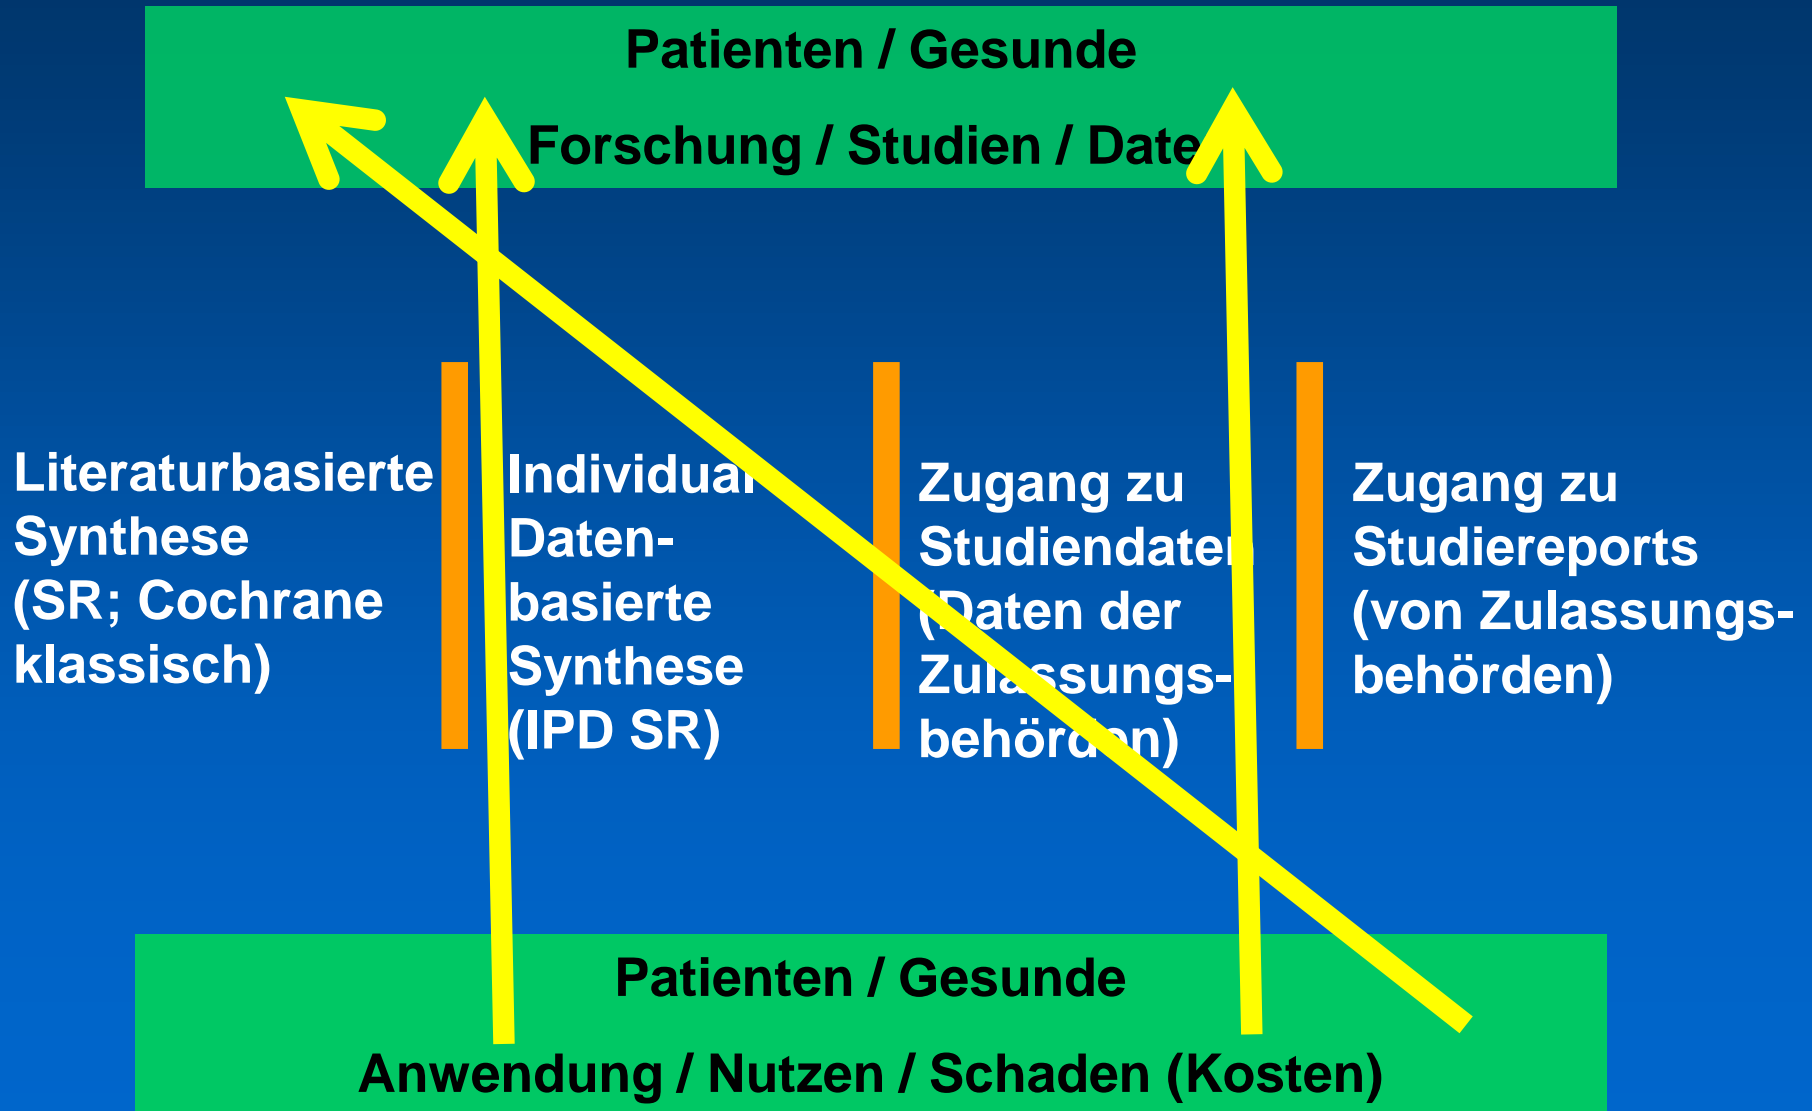 Patienten / Gesunde
Forschung / Studien / Date
Literaturbasierte
Synthese
(SR; Cochrane
klassisch)
Individual
Daten-
basierte
Synthese
(IPD SR)
Zugang zu
Studiendaten
(Daten der
Zulassungs-
behörden)
Zugang zu
Studiereports
(von Zulassungs-
behörden)
Patienten / Gesunde
Anwendung / Nutzen / Schaden (Kosten)